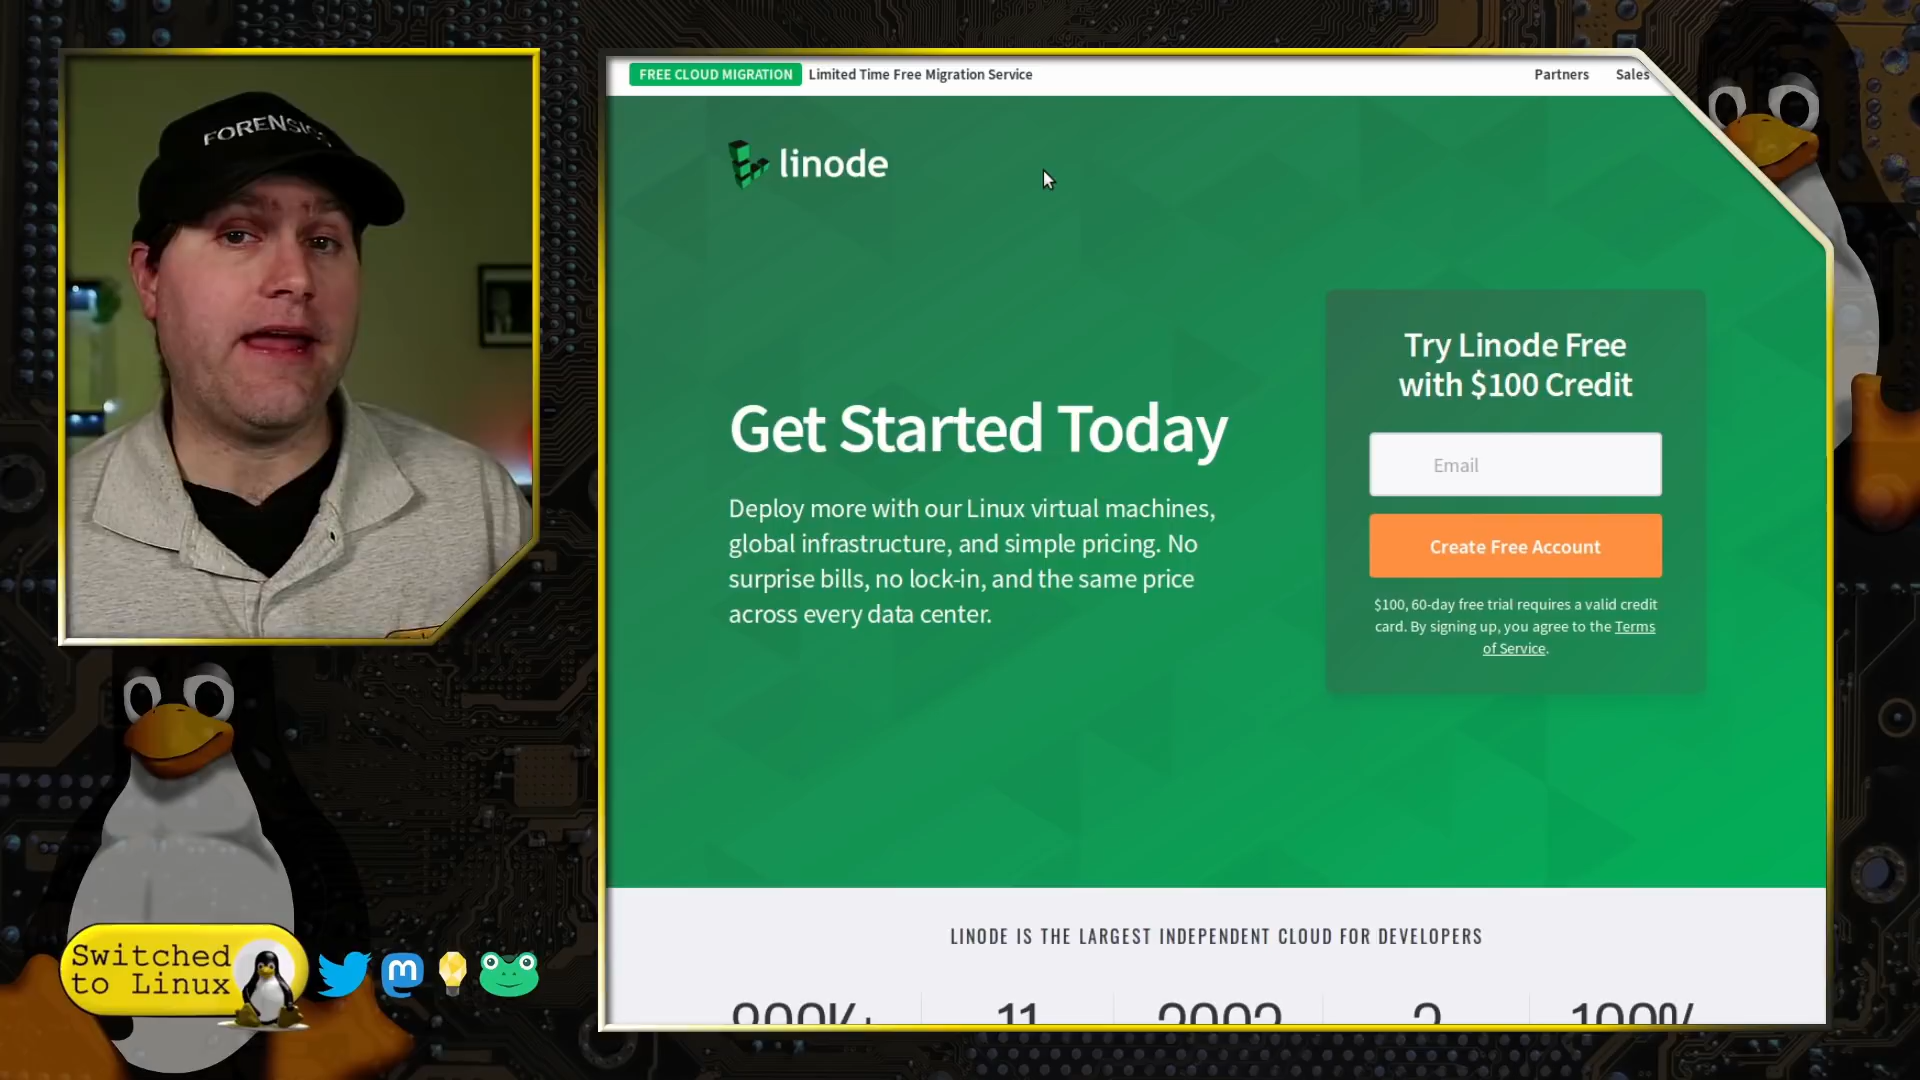 FREE CLOUD MIGRATION Limited Time Free Migration Service
Partners
Sales
linode
Get Started Today
Deploy more with our Linux virtual machines,
global infrastructure, and simple pricing. No
surprise bills, no lock-in, and the same price
across every data center.
Try Linode Free
with $100 Credit
Email
Create Free Account
$100, 60-day free trial requires a valid credit
card. By signing up, you agree to the Terms
of Service.
LINODE IS THE LARGEST INDEPENDENT CLOUD FOR DEVELOPERS
11
100%
FORENSICS
Switched
to Linux